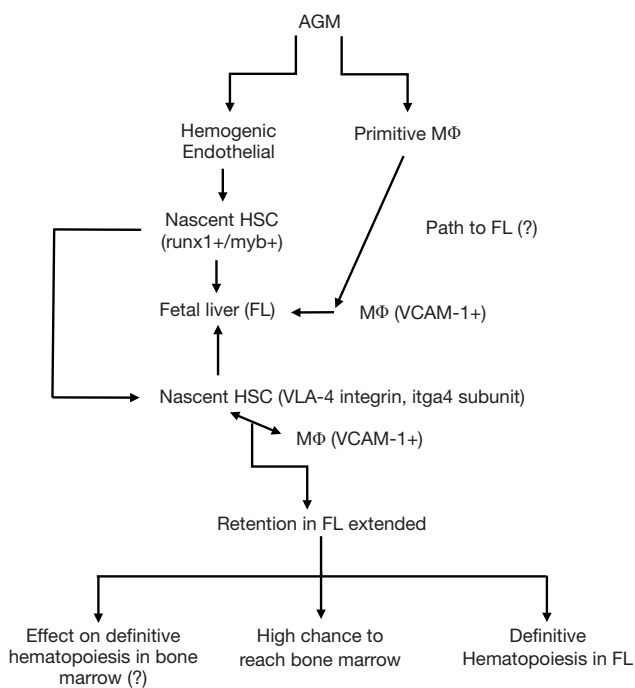 AGM
Hemogenic
Endothelial
Primitive MΦ
Nascent HSC
(runx1+/myb+)
Path to FL (?)
Fetal liver (FL)
MΦ (VCAM-1+)
Nascent HSC (VLA-4 integrin, itga4 subunit)
MΦ (VCAM-1+)
Retention in FL extended
Effect on definitive
hematopoiesis in bone
marrow (?)
High chance to
reach bone marrow
Definitive
Hematopoiesis in FL